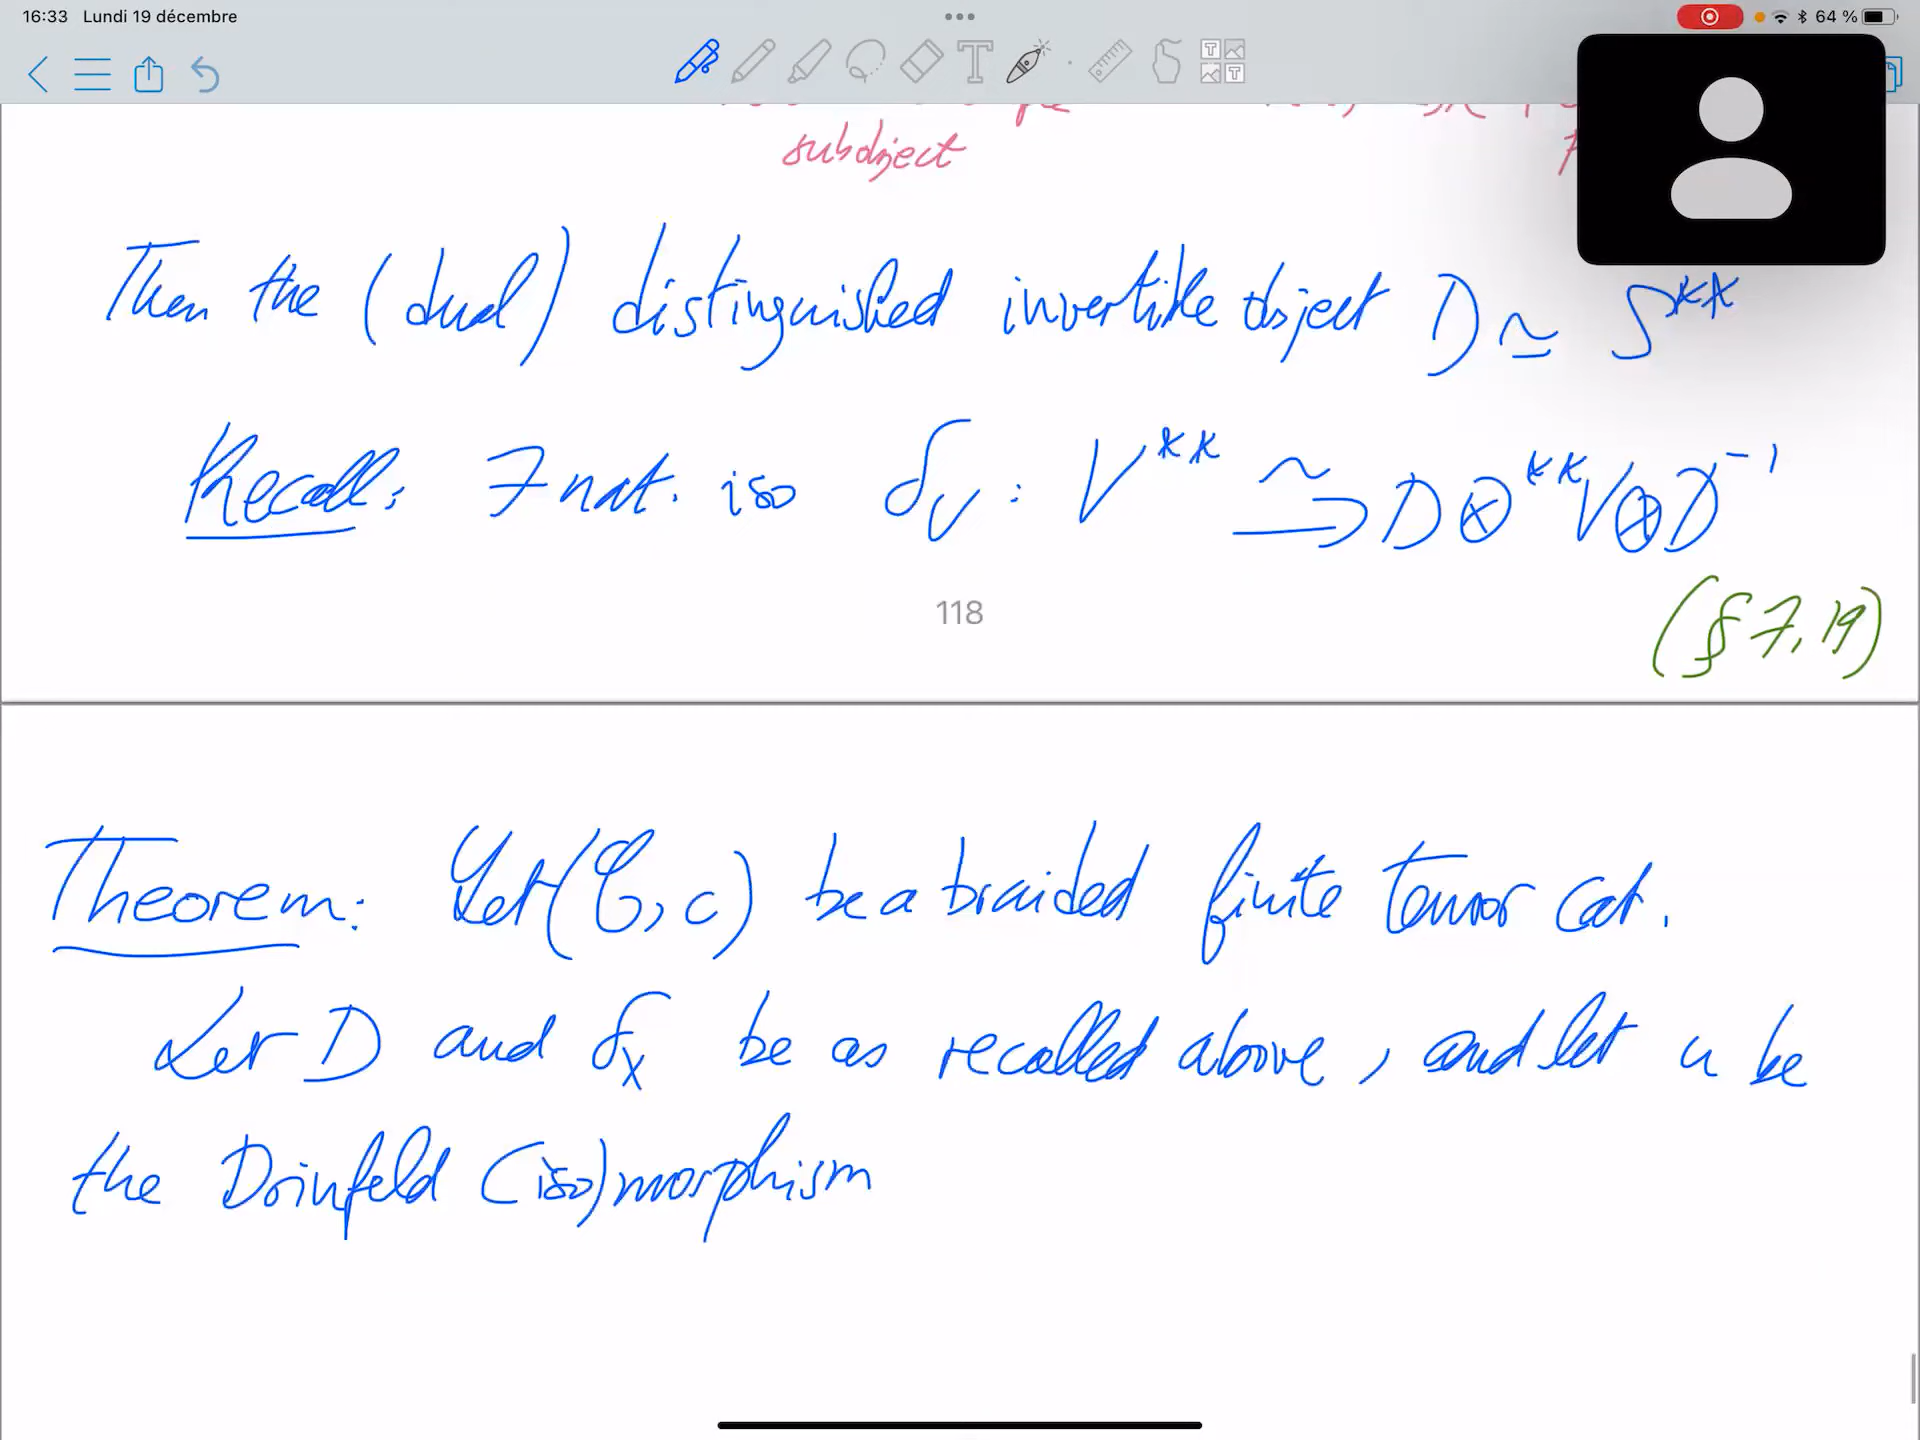 16:33 Lundi 19 décembre
64 %
subobject
Then the (dual) distinguished invertible object D ≃ S**
Recall: ∃ nat. iso δ_V : V** ⥲ D ⊗ **V ⊗ D⁻¹
118
(§ 7.19)
Theorem: Let (C, c) be a braided finite tensor cat.
Let D and δ_X be as recalled above, and let u be
the Drinfeld (iso)morphism